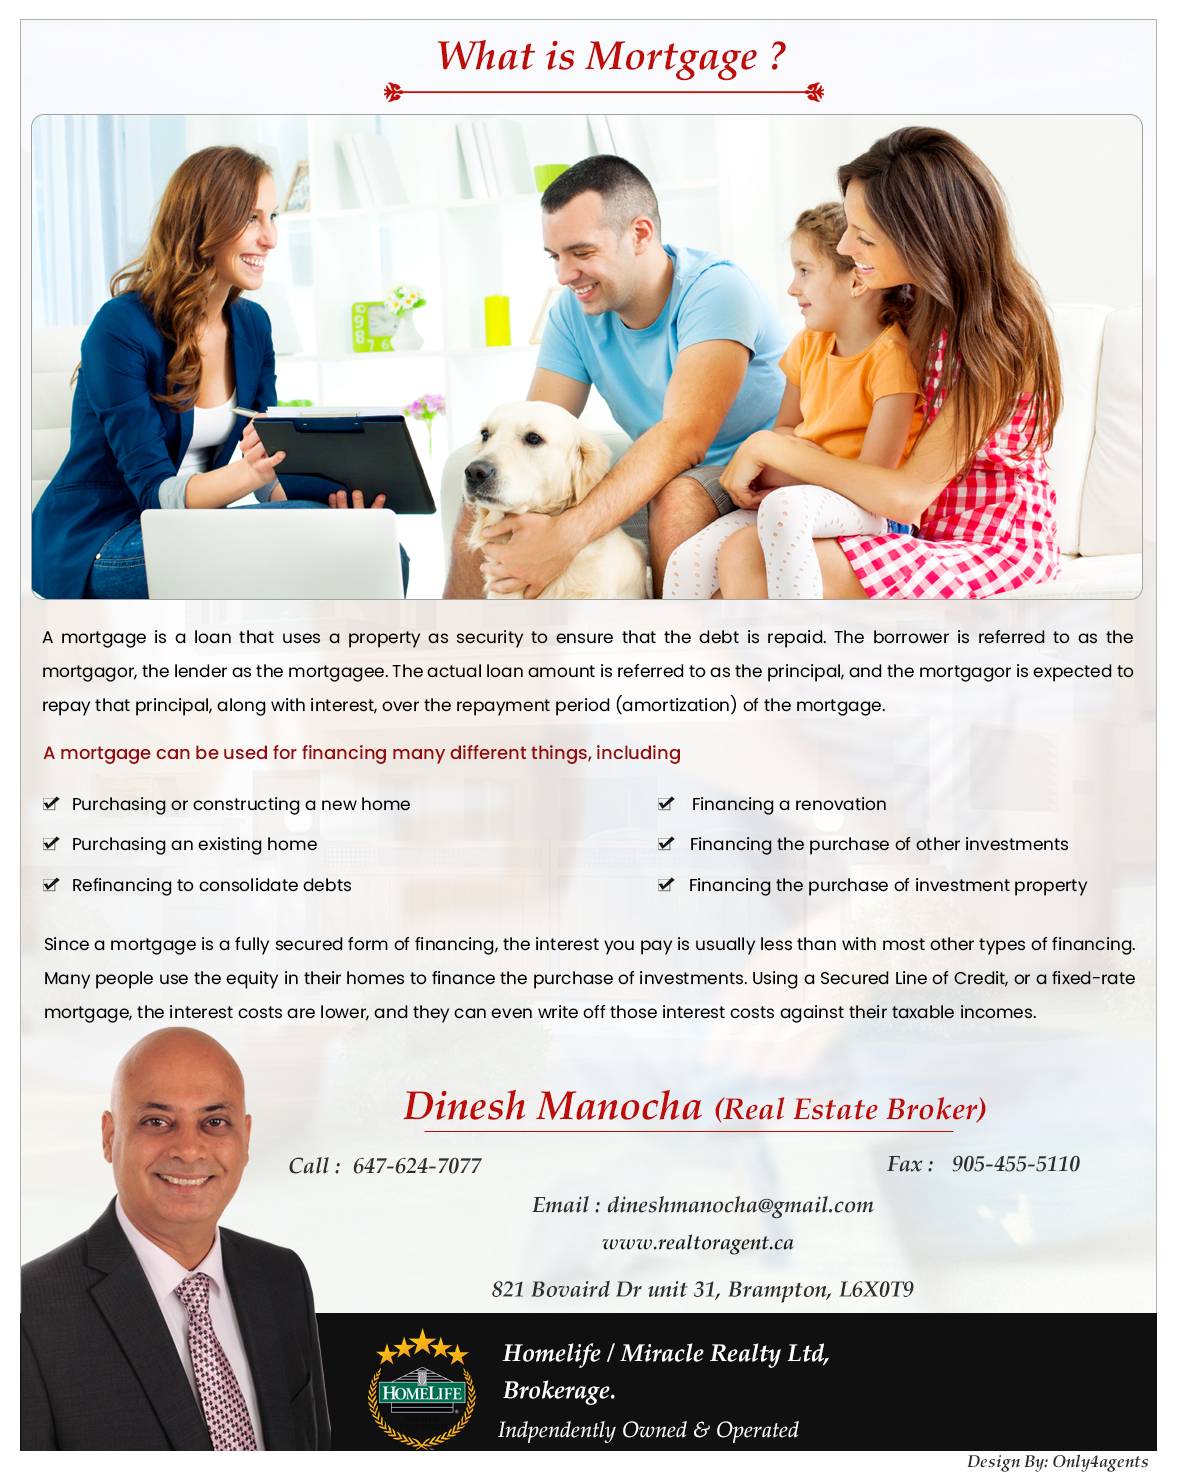 What is Mortgage ?
A mortgage is a loan that uses a property as security to ensure that the debt is repaid. The borrower is referred to as the
mortgagor, the lender as the mortgagee. The actual loan amount is referred to as the principal, and the mortgagor is expected to
repay that principal, along with interest, over the repayment period (amortization) of the mortgage.
A mortgage can be used for financing many different things, including
Purchasing or constructing a new home
Financing a renovation
Purchasing an existing home
Financing the purchase of other investments
Refinancing to consolidate debts
Financing the purchase of investment property
Since a mortgage is a fully secured form of financing, the interest you pay is usually less than with most other types of financing.
Many people use the equity in their homes to finance the purchase of investments. Using a Secured Line of Credit, or a fixed-rate
mortgage, the interest costs are lower, and they can even write off those interest costs against their taxable incomes.
Dinesh Manocha (Real Estate Broker)
Call : 647-624-7077
Fax : 905-455-5110
Email : dineshmanocha@gmail.com
www.realtoragent.ca
821 Bovaird Dr unit 31, Brampton, L6X0T9
HOMELIFE
Homelife / Miracle Realty Ltd,
Brokerage.
Indpendently Owned & Operated
Design By: Only4agents